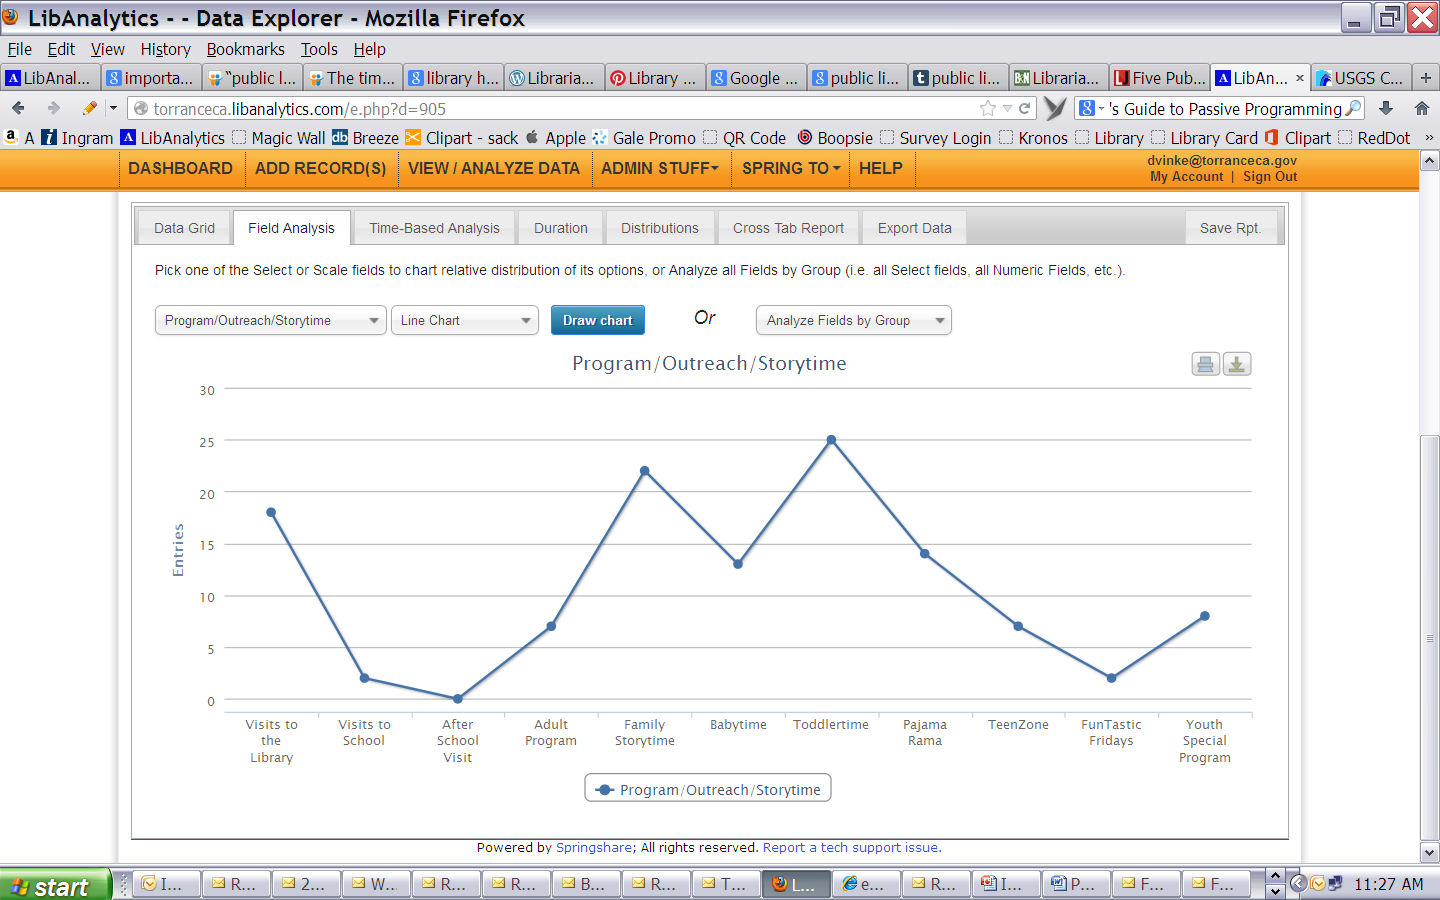 LibAnalytics - - Data Explorer - Mozilla Firefox
File Edit View History Bookmarks Tools Help
LibAnal... importa... “public l... The tim... library h... Libraria... Library ... Google ... public li... public li... Libraria... Five Pub... LibAn... × USGS C... +
torranceca.libanalytics.com/e.php?d=905 's Guide to Passive Programming
A Ingram LibAnalytics Magic Wall Breeze Clipart - sack Apple Gale Promo QR Code Boopsie Survey Login Kronos Library Library Card Clipart RedDot »
DASHBOARD ADD RECORD(S) VIEW / ANALYZE DATA ADMIN STUFF SPRING TO HELP
dvinke@torranceca.gov
My Account | Sign Out
Data Grid Field Analysis Time-Based Analysis Duration Distributions Cross Tab Report Export Data Save Rpt.
Pick one of the Select or Scale fields to chart relative distribution of its options, or Analyze all Fields by Group (i.e. all Select fields, all Numeric Fields, etc.).
Program/Outreach/Storytime Line Chart Draw chart Or Analyze Fields by Group
Program/Outreach/Storytime
30
25
20
15
10
5
0
Entries
Visits to the Library
Visits to School
After School Visit
Adult Program
Family Storytime
Babytime
Toddlertime
Pajama Rama
TeenZone
FunTastic Fridays
Youth Special Program
Program/Outreach/Storytime
Powered by Springshare; All rights reserved. Report a tech support issue.
start I... R... 2... W... R... R... B... R... T... L... e... R... I... P... F... F... 11:27 AM